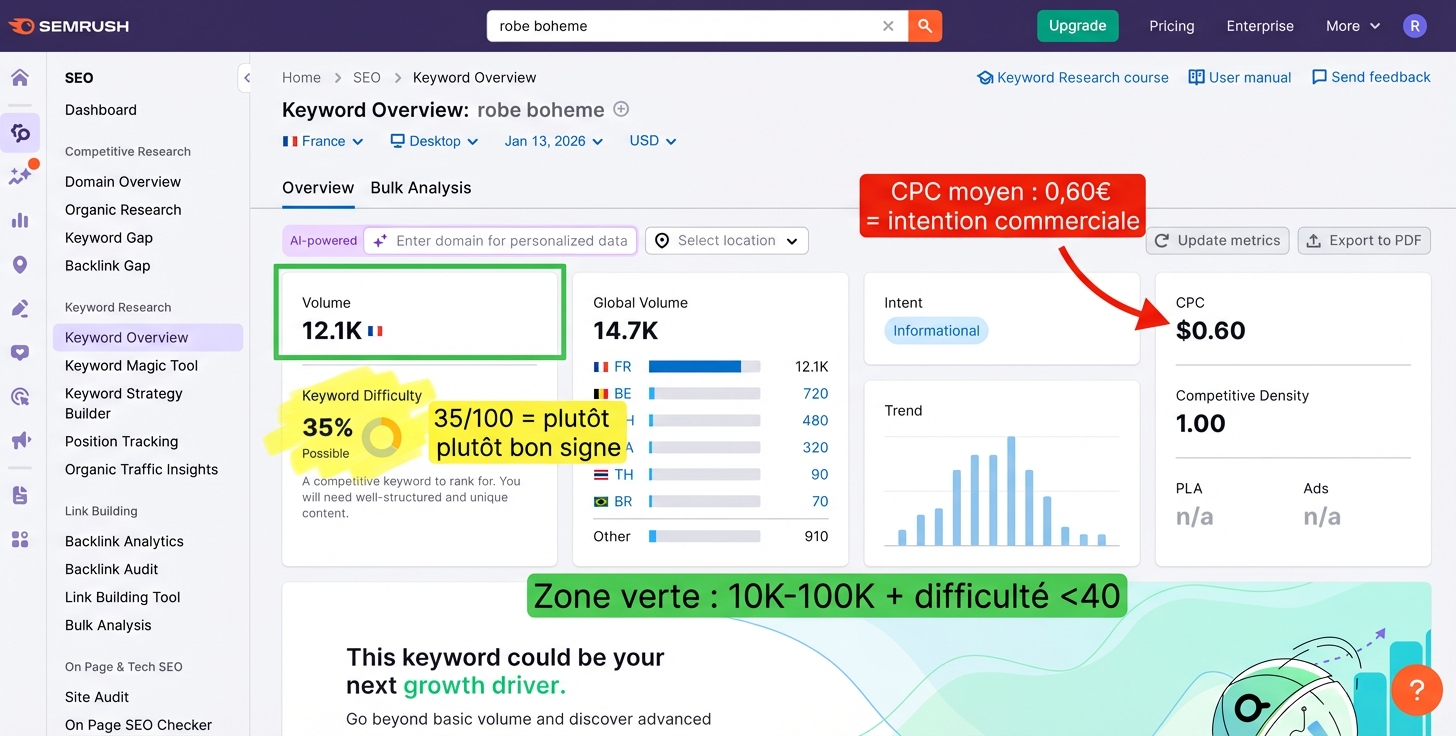 SEMRUSH
robe boheme
Upgrade
Pricing
Enterprise
More
R
SEO
Dashboard
Competitive Research
Domain Overview
Organic Research
Keyword Gap
Backlink Gap
Keyword Research
Keyword Overview
Keyword Magic Tool
Keyword Strategy
Builder
Position Tracking
Organic Traffic Insights
Link Building
Backlink Analytics
Backlink Audit
Link Building Tool
Bulk Analysis
On Page & Tech SEO
Site Audit
On Page SEO Checker
Home > SEO > Keyword Overview
Keyword Research course
User manual
Send feedback
Keyword Overview: robe boheme
France
Desktop
Jan 13, 2026
USD
Overview
Bulk Analysis
CPC moyen : 0,60€
= intention commerciale
AI-powered
Enter domain for personalized data
Select location
Update metrics
Export to PDF
Volume
12.1K
Keyword Difficulty
35%
Possible
35/100 = plutôt
plutôt bon signe
A competitive keyword to rank for. You
will need well-structured and unique
content.
Global Volume
14.7K
FR 12.1K
BE 720
H 480
A 320
TH 90
BR 70
Other 910
Intent
Informational
Trend
CPC
$0.60
Competitive Density
1.00
PLA
n/a
Ads
n/a
Zone verte : 10K-100K + difficulté <40
This keyword could be your
next growth driver.
Go beyond basic volume and discover advanced
?